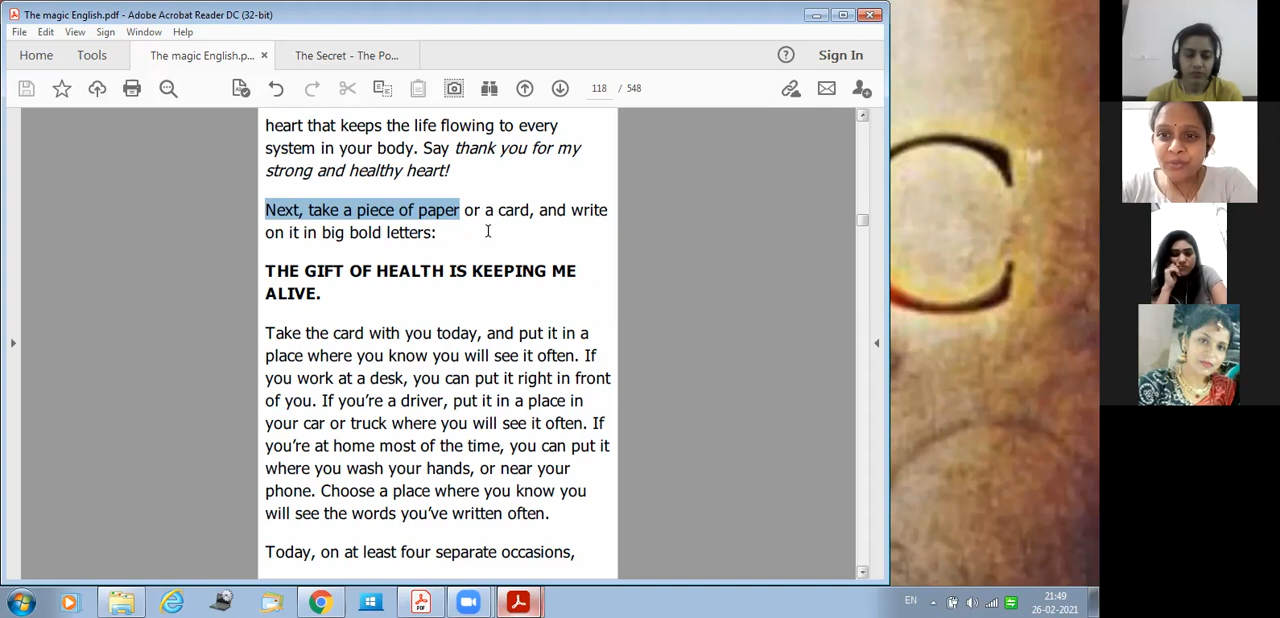 The magic English.pdf - Adobe Acrobat Reader DC (32-bit)
File Edit View Sign Window Help
Home Tools The magic English.p... × The Secret - The Po... ? Sign In
118 / 548
heart that keeps the life flowing to every
system in your body. Say thank you for my
strong and healthy heart!
Next, take a piece of paper or a card, and write
on it in big bold letters:
THE GIFT OF HEALTH IS KEEPING ME
ALIVE.
Take the card with you today, and put it in a
place where you know you will see it often. If
you work at a desk, you can put it right in front
of you. If you’re a driver, put it in a place in
your car or truck where you will see it often. If
you’re at home most of the time, you can put it
where you wash your hands, or near your
phone. Choose a place where you know you
will see the words you’ve written often.
Today, on at least four separate occasions,
C
TM
PDF
EN
21:49
26-02-2021